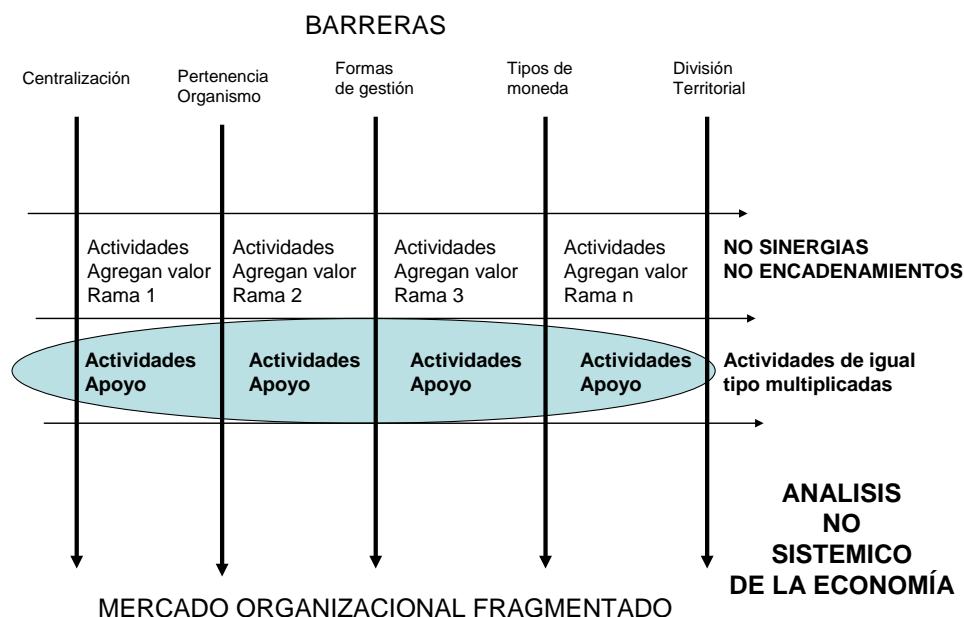 BARRERAS
Centralización
Pertenencia
Organismo
Formas
de gestión
Tipos de
moneda
División
Territorial
Actividades
Agregan valor
Rama 1
Actividades
Agregan valor
Rama 2
Actividades
Agregan valor
Rama 3
Actividades
Agregan valor
Rama n
NO SINERGIAS
NO ENCADENAMIENTOS
Actividades
Apoyo
Actividades
Apoyo
Actividades
Apoyo
Actividades
Apoyo
Actividades de igual
tipo multiplicadas
ANALISIS
NO
SISTEMICO
DE LA ECONOMÍA
MERCADO ORGANIZACIONAL FRAGMENTADO